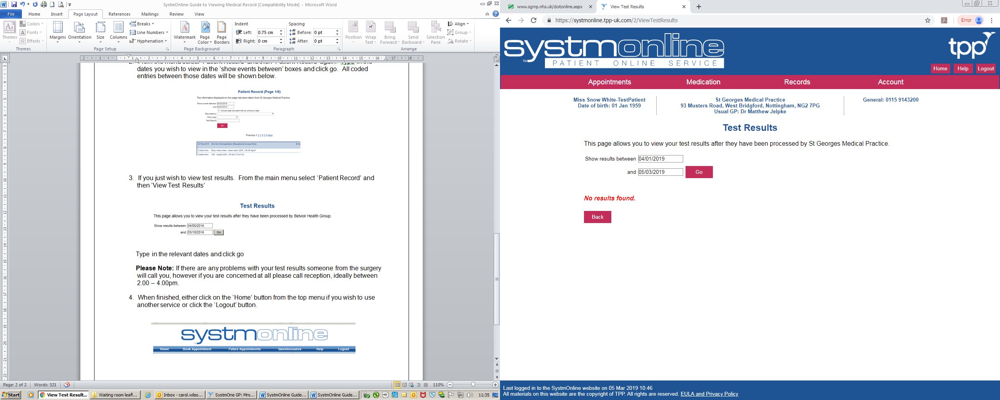 SystmOnline Guide to Viewing Medical Record [Compatibility Mode] - Microsoft Word
File Home Insert Page Layout References Mailings Review View
Themes Colors Fonts Effects
Margins Orientation Size Columns Breaks Line Numbers Hyphenation
Watermark Page Color Page Borders
Indent Spacing
Left: 0.75 cm Before: 0 pt
Right: 0 cm After: 0 pt
Position Wrap Text Bring Forward Send Backward Selection Pane Align Group Rotate
Themes Page Setup Page Background Paragraph Arrange
dates you wish to view in the ‘show events between’ boxes and click go. All coded
entries between those dates will be shown below.
Patient Record (Page 1/6)
The information displayed on this page has been taken from St Georges Medical Practice
Show events between 05/03/2018
and 05/03/2019
Include data recorded with an unknown date
Recorded by
Entry type
Text Search
Go
Previous 1 2 3 4 5 6 Next
25 Feb 2019 Mrs Ann Hickingbotham (Receptionist Access Role) St Ge
Coded entry Body mass index - observation (22K..) 30.26 Kg/m²
Coded entry O/E - weight (22A..) 85 Kg (13 st 5 lb)
3. If you just wish to view test results. From the main menu select ‘Patient Record’ and
then ‘View Test Results’
Test Results
This page allows you to view your test results after they have been processed by Belvoir Health Group.
Show results between 04/08/2016
and 03/10/2016 Go
Type in the relevant dates and click go
Please Note: If there are any problems with your test results someone from the surgery
will call you, however if you are concerned at all please call reception, ideally between
2.00 – 4.00pm.
4. When finished, either click on the ‘Home’ button from the top menu if you wish to use
another service or click the ‘Logout’ button.
systmonline
Home Book Appointment Future Appointments Questionnaires Help Logout
Page: 2 of 2 Words: 321 110%
Start View Test Result... Waiting room leafl... Inbox - carol.wilso... SystmOne GP: Mrs... SystmOnline Guide... SystmOnline Guide... 11:35
www.sgmp.nhs.uk/doitonline.aspx View Test Results
https://systmonline.tpp-uk.com/2/ViewTestResults Error
systmonline tpp
TM PATIENT ONLINE SERVICE
Home Help Logout
Appointments Medication Records Account
Miss Snow White-TestPatient
Date of birth: 01 Jan 1959
St Georges Medical Practice
93 Musters Road, West Bridgford, Nottingham, NG2 7PG
Usual GP: Dr Matthew Jelpke
General: 0115 9143200
Test Results
This page allows you to view your test results after they have been processed by St Georges Medical Practice.
Show results between 04/01/2019
and 05/03/2019 Go
No results found.
Back
Last logged in to the SystmOnline website on 05 Mar 2019 10:46
All materials on this website are the copyright of TPP. All rights are reserved. EULA and Privacy Policy